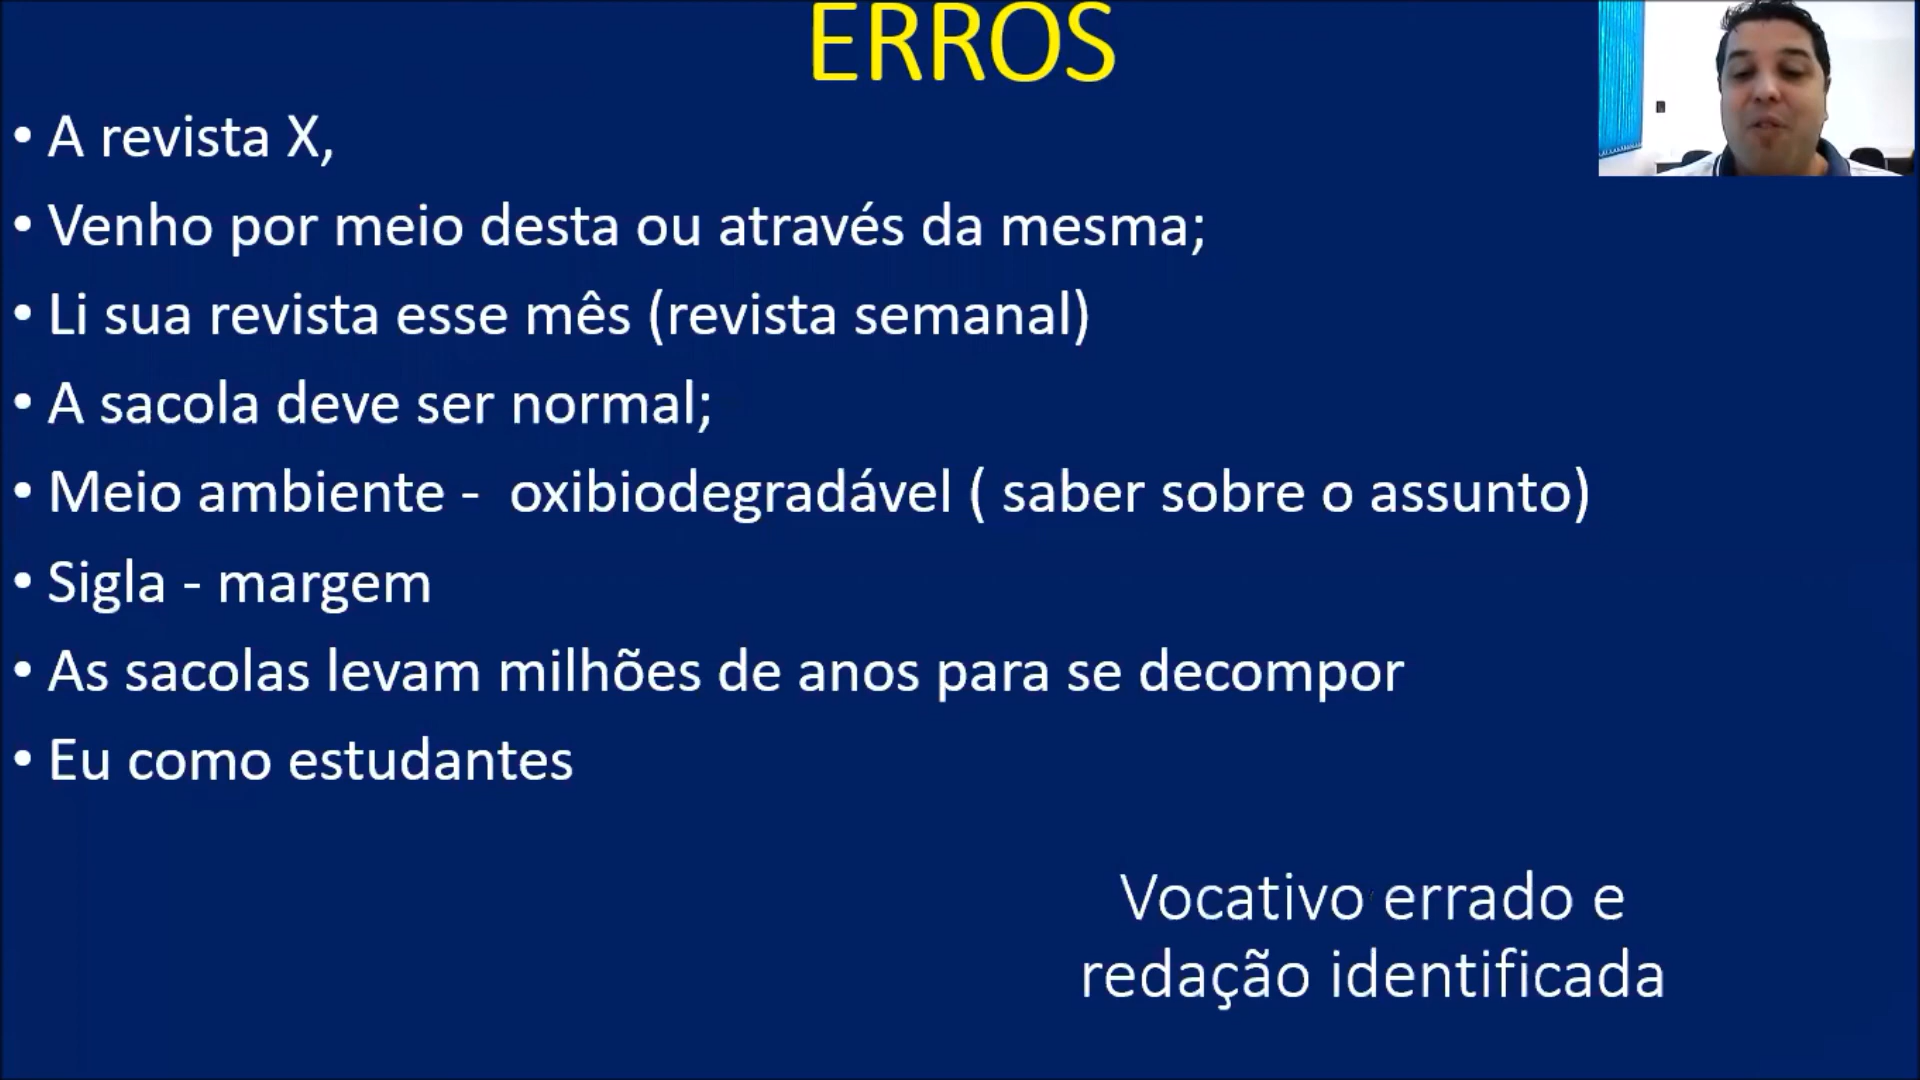 ERROS
• A revista X,
• Venho por meio desta ou através da mesma;
• Li sua revista esse mês (revista semanal)
• A sacola deve ser normal;
• Meio ambiente - oxibiodegradável ( saber sobre o assunto)
• Sigla - margem
• As sacolas levam milhões de anos para se decompor
• Eu como estudantes
Vocativo errado e
redação identificada